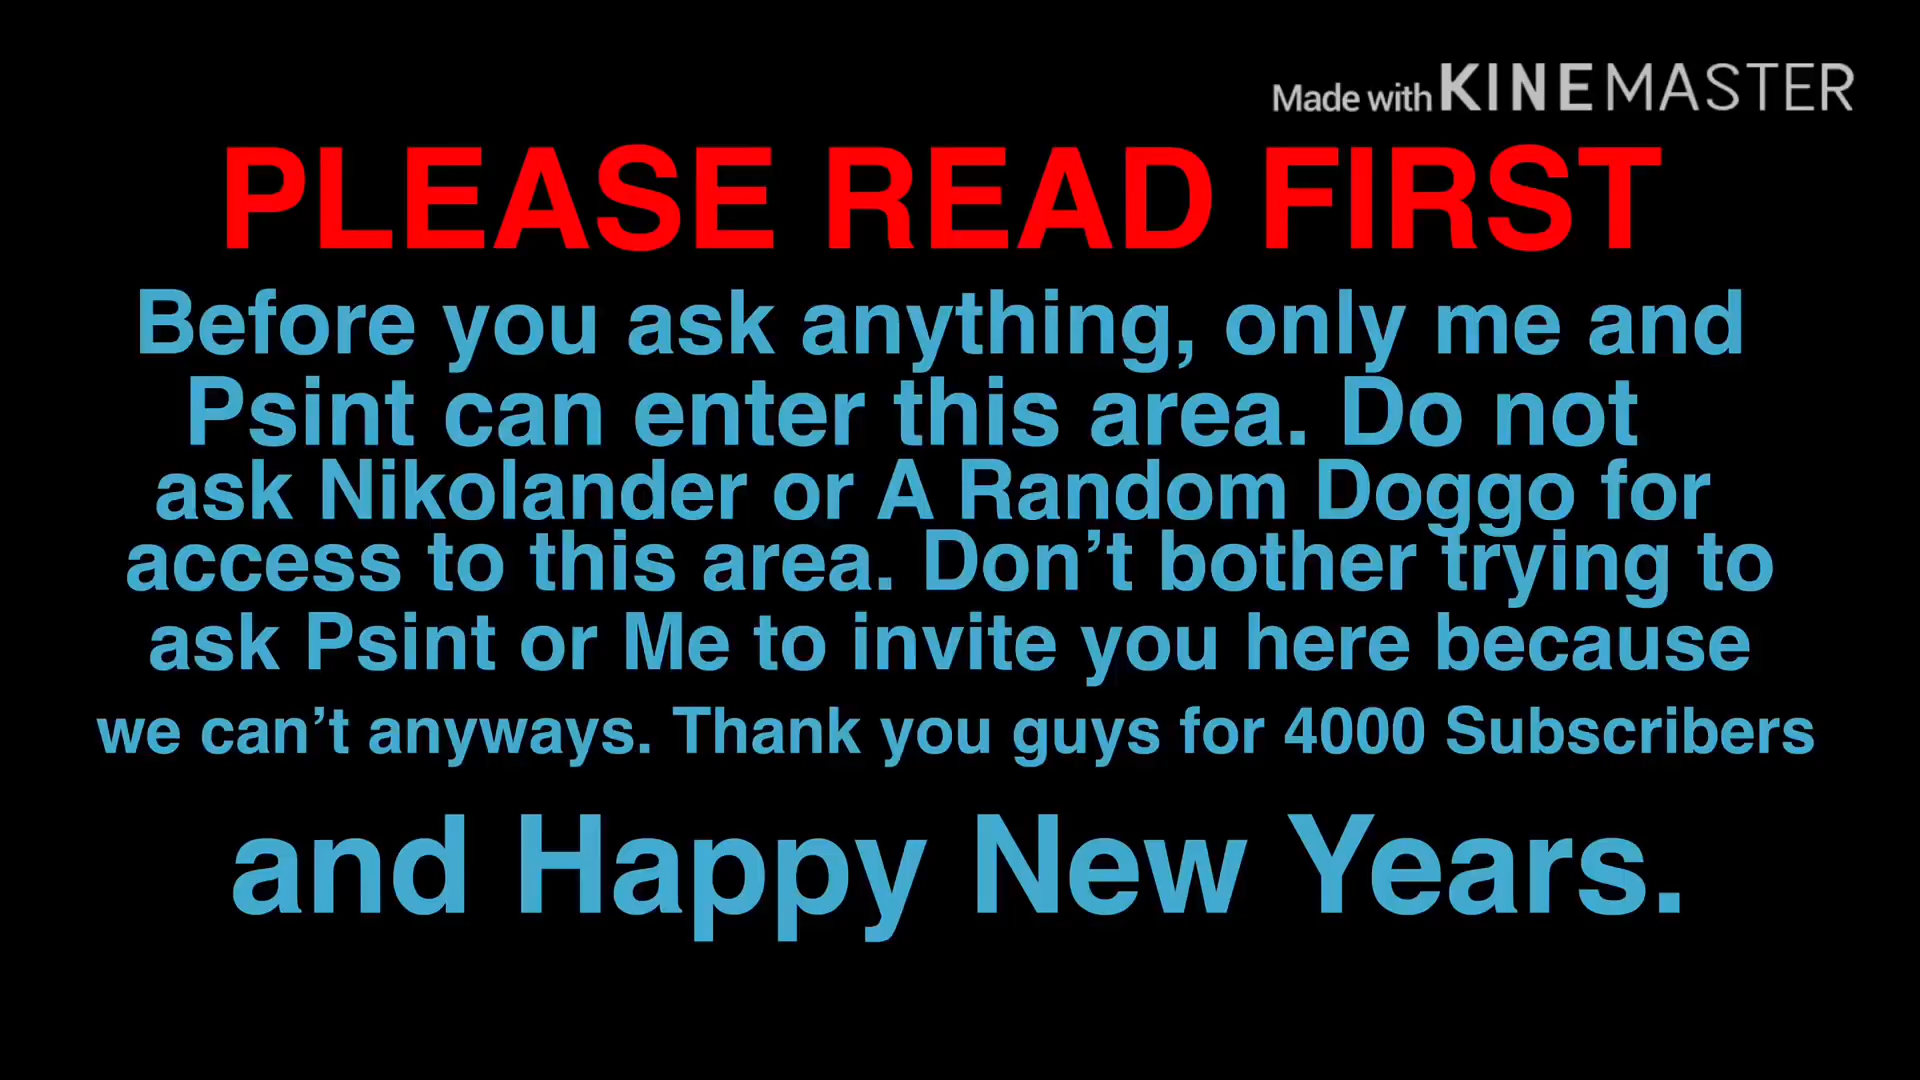 Made with KINEMASTER
PLEASE READ FIRST
Before you ask anything, only me and
Psint can enter this area. Do not
ask Nikolander or A Random Doggo for
access to this area. Don’t bother trying to
ask Psint or Me to invite you here because
we can’t anyways. Thank you guys for 4000 Subscribers
and Happy New Years.